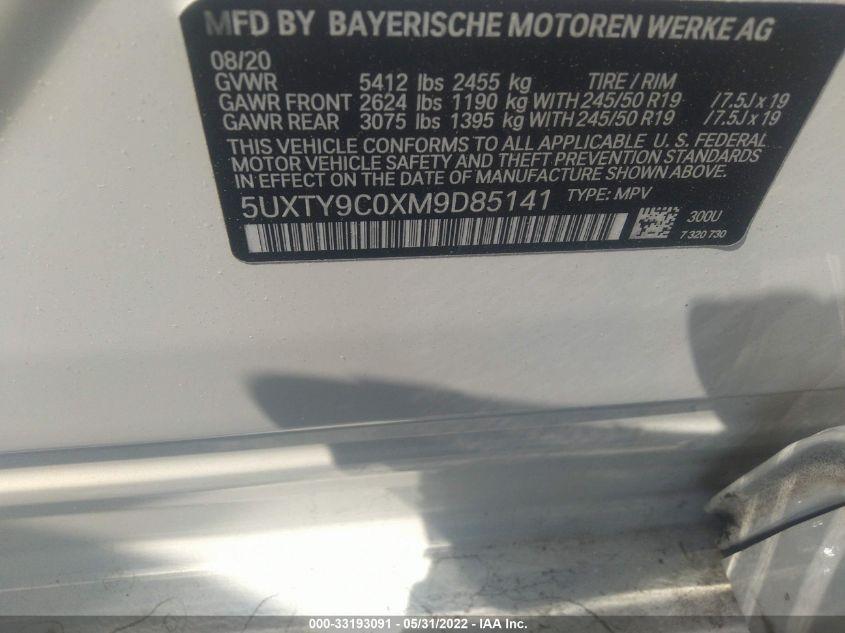 MFD BY BAYERISCHE MOTOREN WERKE AG
08/20
GVWR 5412 lbs 2455 kg TIRE / RIM
GAWR FRONT 2624 lbs 1190 kg WITH 245/50 R19 /7.5J x 19
GAWR REAR 3075 lbs 1395 kg WITH 245/50 R19 /7.5J x 19
THIS VEHICLE CONFORMS TO ALL APPLICABLE U. S. FEDERAL
MOTOR VEHICLE SAFETY AND THEFT PREVENTION STANDARDS
IN EFFECT ON THE DATE OF MANUFACTURE SHOWN ABOVE.
5UXTY9C0XM9D85141 TYPE: MPV
300U
7 320 730
000-33193091 - 05/31/2022 - IAA Inc.